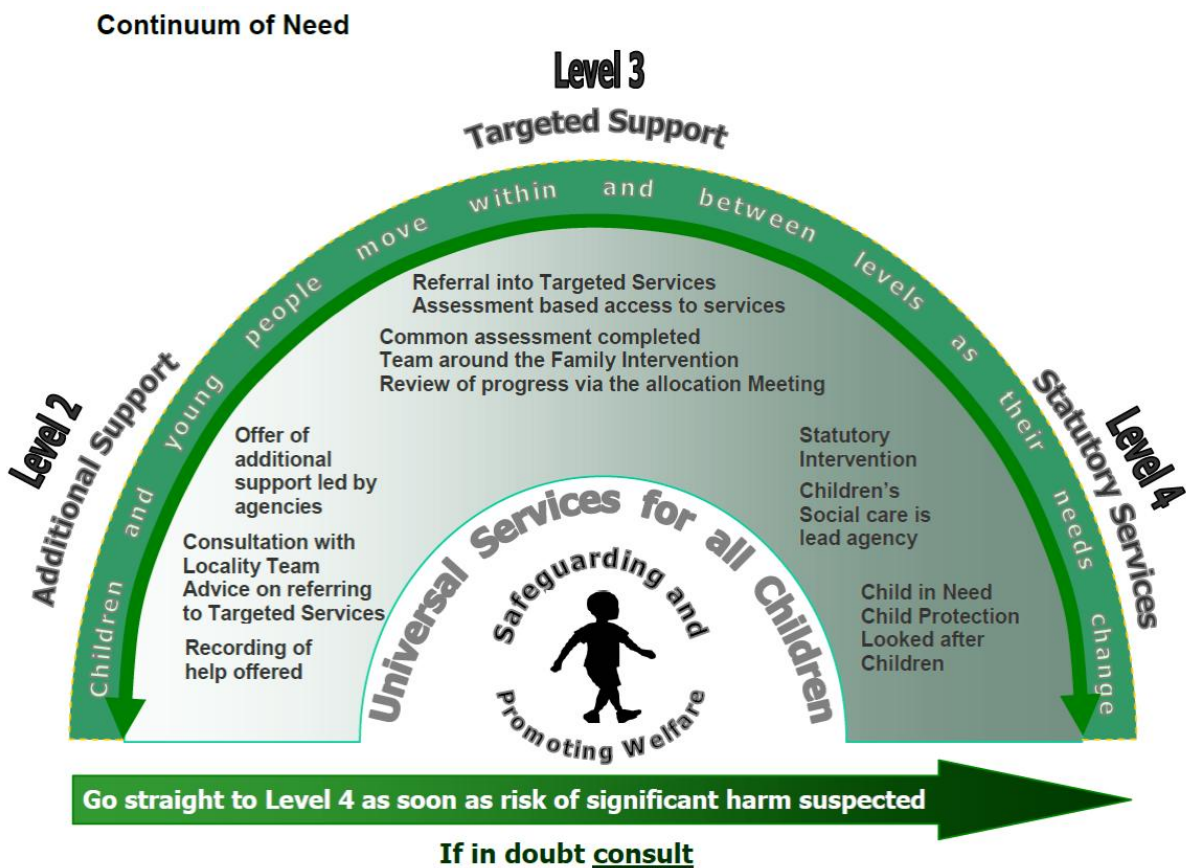 Continuum of Need
Level 3
Targeted Support
Children and young people move within and between levels as their needs change
Level 2
Additional Support
Level 4
Statutory Services
Referral into Targeted Services
Assessment based access to services
Common assessment completed
Team around the Family Intervention
Review of progress via the allocation Meeting
Offer of
additional
support led by
agencies
Consultation with
Locality Team
Advice on referring
to Targeted Services
Recording of
help offered
Statutory
Intervention
Children's
Social care is
lead agency
Child in Need
Child Protection
Looked after
Children
Universal Services for all Children
Safeguarding and
Promoting Welfare
Go straight to Level 4 as soon as risk of significant harm suspected
If in doubt consult